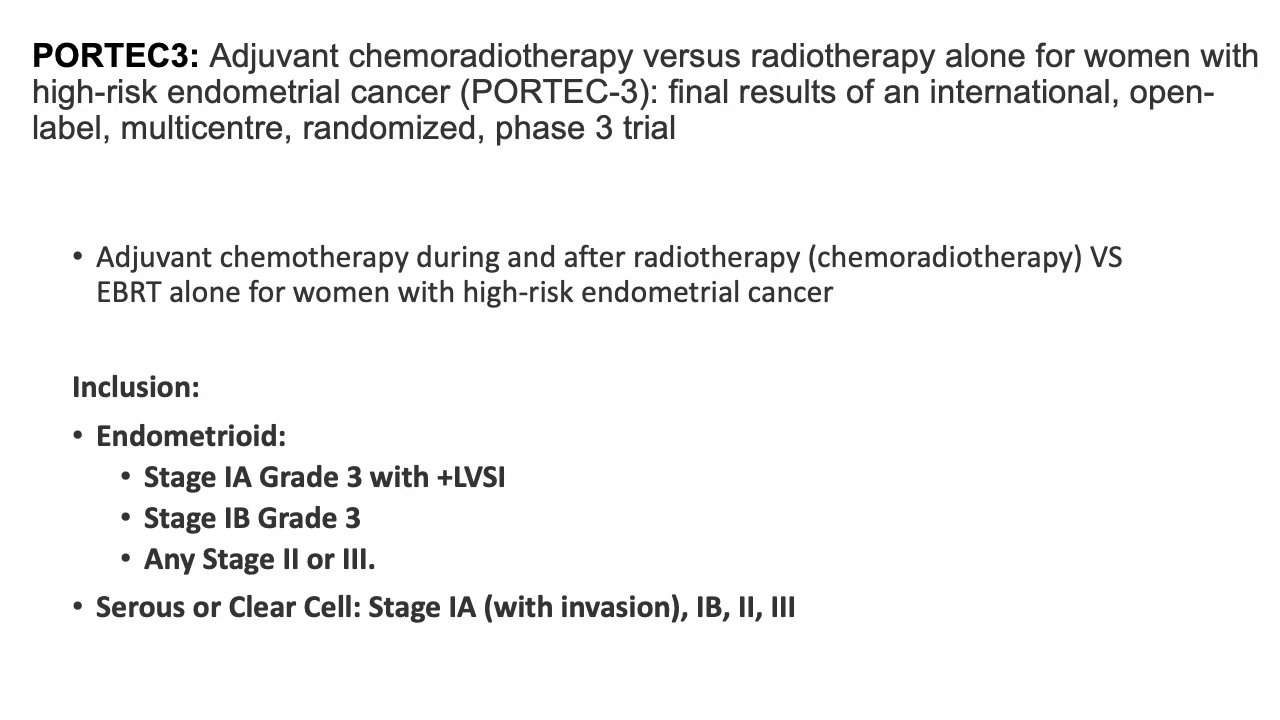 PORTEC3: Adjuvant chemoradiotherapy versus radiotherapy alone for women with
high-risk endometrial cancer (PORTEC-3): final results of an international, open-
label, multicentre, randomized, phase 3 trial
• Adjuvant chemotherapy during and after radiotherapy (chemoradiotherapy) VS
EBRT alone for women with high-risk endometrial cancer
Inclusion:
• Endometrioid:
• Stage IA Grade 3 with +LVSI
• Stage IB Grade 3
• Any Stage II or III.
• Serous or Clear Cell: Stage IA (with invasion), IB, II, III